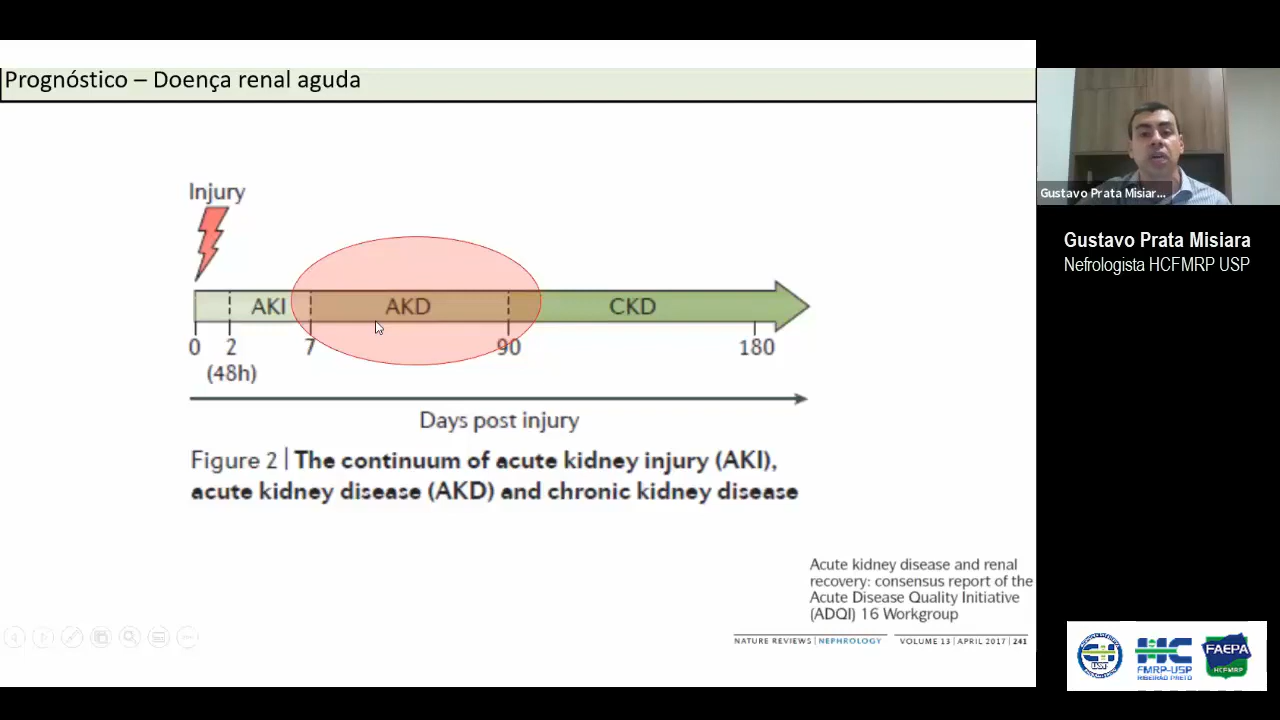 Prognóstico – Doença renal aguda
Injury
AKI AKD CKD
0 2 7 90 180
(48h)
Days post injury
Figure 2 | The continuum of acute kidney injury (AKI),
acute kidney disease (AKD) and chronic kidney disease
Acute kidney disease and renal
recovery: consensus report of the
Acute Disease Quality Initiative
(ADQI) 16 Workgroup
NATURE REVIEWS | NEPHROLOGY VOLUME 13 | APRIL 2017 | 241
Gustavo Prata Misiar...
Gustavo Prata Misiara
Nefrologista HCFMRP USP
HC
FMRP-USP
RIBEIRÃO PRETO
FAEPA
HCFMRP